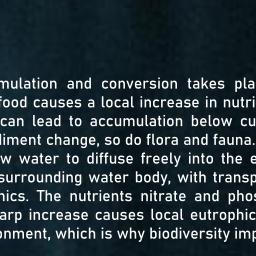 mulation and conversion takes pla
food causes a local increase in nutri
can lead to accumulation below cu
diment change, so do flora and fauna.
w water to diffuse freely into the e
surrounding water body, with transp
nics. The nutrients nitrate and phos
arp increase causes local eutrophic
onment, which is why biodiversity imp